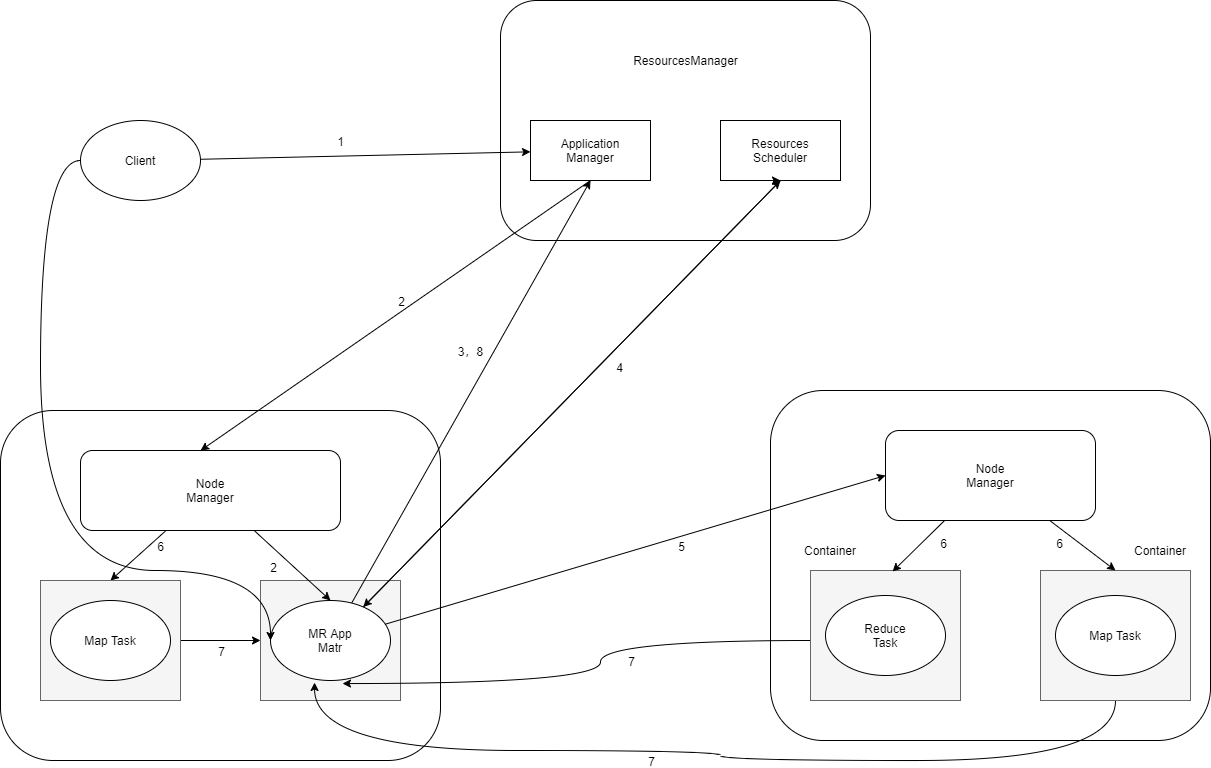 ResourcesManager
1
Client
Application
Manager
Resources
Scheduler
2
3, 8
4
Node
Manager
Node
Manager
6
2
5
6
6
Container
Container
Map Task
MR App
Matr
7
Reduce
Task
Map Task
7
7